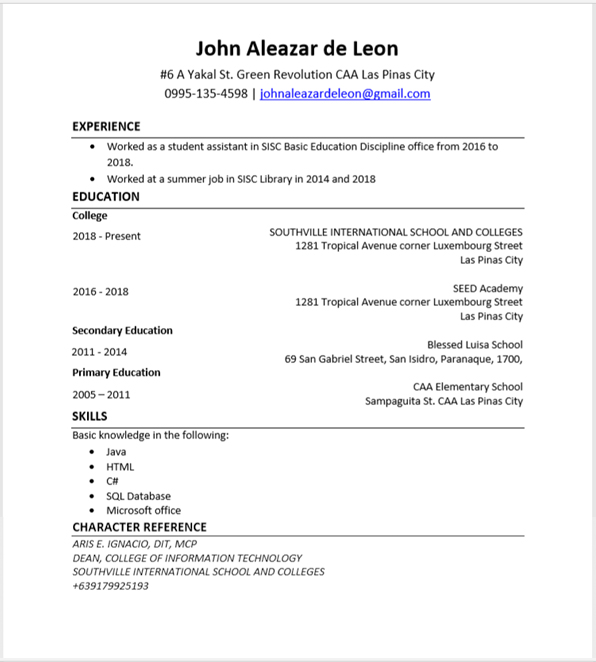 John Aleazar de Leon
#6 A Yakal St. Green Revolution CAA Las Pinas City
0995-135-4598 | johnaleazardeleon@gmail.com
EXPERIENCE
• Worked as a student assistant in SISC Basic Education Discipline office from 2016 to
2018.
• Worked at a summer job in SISC Library in 2014 and 2018
EDUCATION
College
2018 - Present
SOUTHVILLE INTERNATIONAL SCHOOL AND COLLEGES
1281 Tropical Avenue corner Luxembourg Street
Las Pinas City
2016 - 2018
SEED Academy
1281 Tropical Avenue corner Luxembourg Street
Las Pinas City
Secondary Education
2011 - 2014
Blessed Luisa School
69 San Gabriel Street, San Isidro, Paranaque, 1700,
Primary Education
2005 – 2011
CAA Elementary School
Sampaguita St. CAA Las Pinas City
SKILLS
Basic knowledge in the following:
• Java
• HTML
• C#
• SQL Database
• Microsoft office
CHARACTER REFERENCE
ARIS E. IGNACIO, DIT, MCP
DEAN, COLLEGE OF INFORMATION TECHNOLOGY
SOUTHVILLE INTERNATIONAL SCHOOL AND COLLEGES
+639179925193